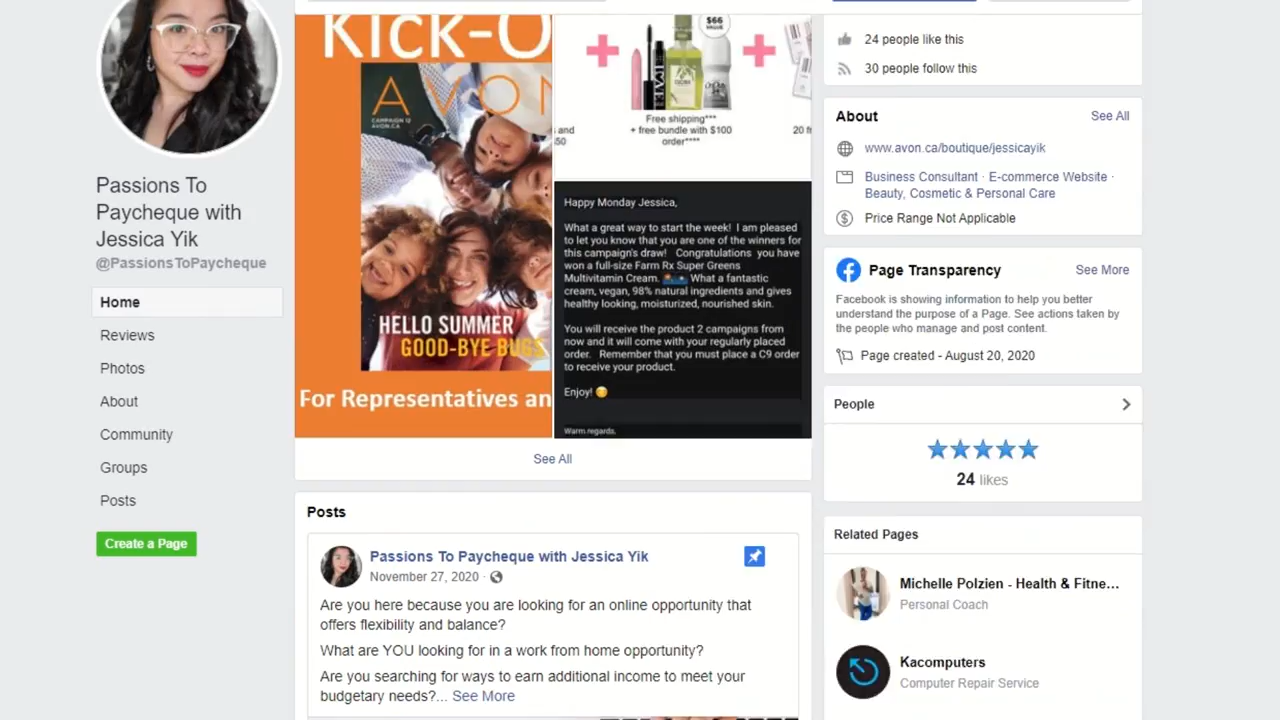 Passions To
Paycheque with
Jessica Yik
@PassionsToPaycheque
Home
Reviews
Photos
About
Community
Groups
Posts
Create a Page
KICK-O
AVON
CAMPAIGN 12
AVON.CA
HELLO SUMMER
GOOD-BYE BUGS
For Representatives an
$66
VALUE
Free shipping***
+ free bundle with $100
order****
s and
$50
20 f
Happy Monday Jessica,
What a great way to start the week! I am pleased
to let you know that you are one of the winners for
this campaign's draw! Congratulations you have
won a full-size Farm Rx Super Greens
Multivitamin Cream. What a fantastic
cream, vegan, 98% natural ingredients and gives
healthy looking, moisturized, nourished skin.
You will receive the product 2 campaigns from
now and it will come with your regularly placed
order. Remember that you must place a C9 order
to receive your product.
Enjoy! 😊
Warm regards,
See All
Posts
Passions To Paycheque with Jessica Yik
November 27, 2020 ·
Are you here because you are looking for an online opportunity that
offers flexibility and balance?
What are YOU looking for in a work from home opportunity?
Are you searching for ways to earn additional income to meet your
budgetary needs?... See More
24 people like this
30 people follow this
About
See All
www.avon.ca/boutique/jessicayik
Business Consultant · E-commerce Website ·
Beauty, Cosmetic & Personal Care
Price Range Not Applicable
Page Transparency
See More
Facebook is showing information to help you better
understand the purpose of a Page. See actions taken by
the people who manage and post content.
Page created - August 20, 2020
People
24 likes
Related Pages
Michelle Polzien - Health & Fitne...
Personal Coach
Kacomputers
Computer Repair Service